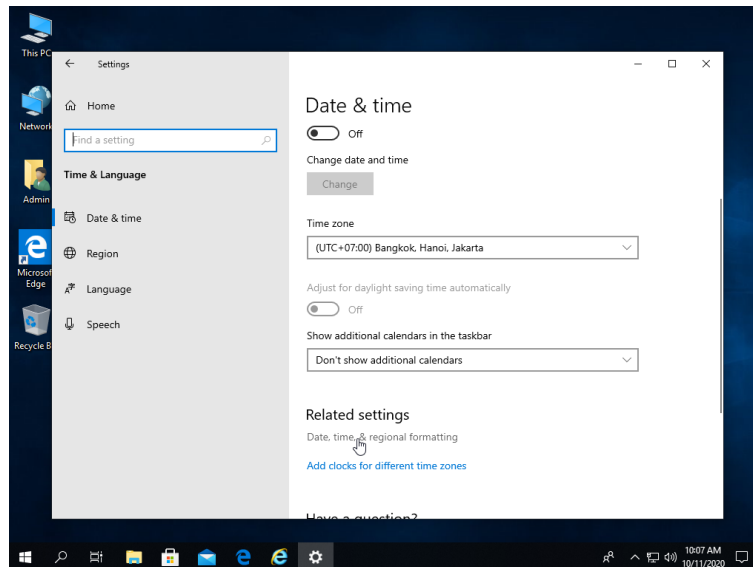 This PC
Network
Admin
Microsof
Edge
Recycle B
Settings
Home
Find a setting
Time & Language
Date & time
Region
Language
Speech
Date & time
Off
Change date and time
Change
Time zone
(UTC+07:00) Bangkok, Hanoi, Jakarta
Adjust for daylight saving time automatically
Off
Show additional calendars in the taskbar
Don't show additional calendars
Related settings
Date, time, & regional formatting
Add clocks for different time zones
Have a question?
10:07 AM
10/11/2020